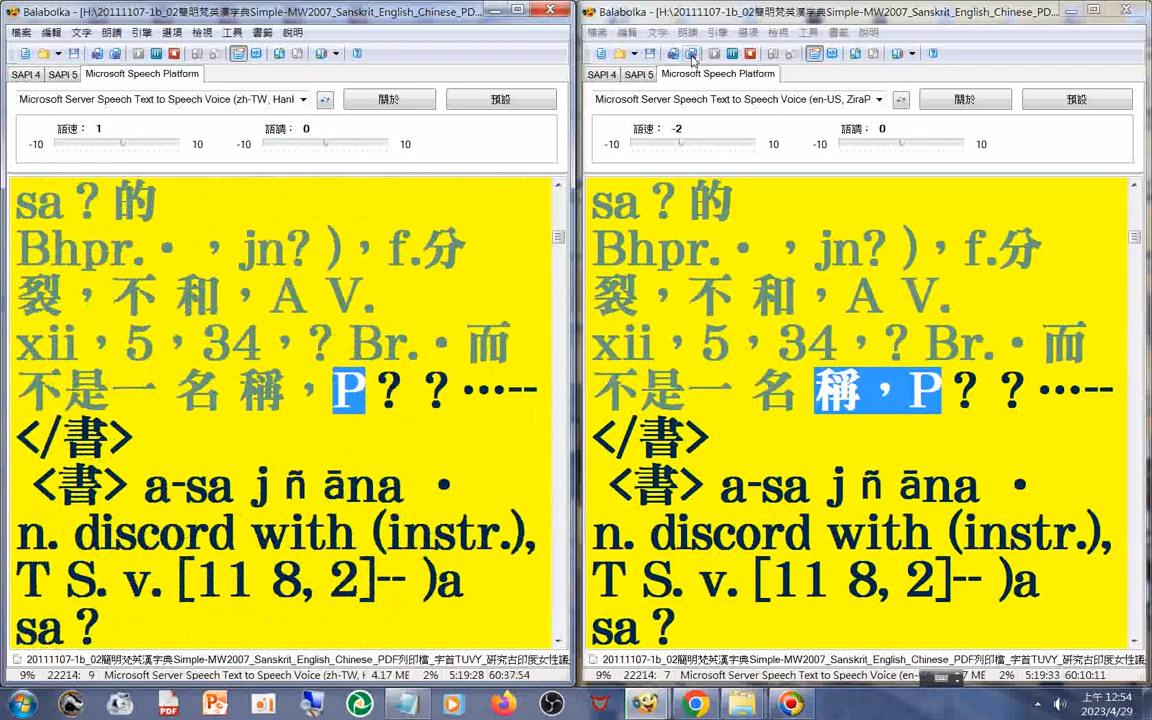 Balabolka - [H:\20111107-1b_02簡明梵英漢字典Simple-MW2007_Sanskrit_English_Chinese_PD...
檔案 編輯 文字 朗讀 引擎 選項 檢視 工具 書籤 說明
SAPI 4 SAPI 5 Microsoft Speech Platform
Microsoft Server Speech Text to Speech Voice (zh-TW, Hanl 關於 預設
語速： 1 語調： 0
-10 10 -10 10
sa？的
Bhpr.・，jn?)，f.分
裂，不 和，A V.
xii，5，34，? Br.・而
不是一 名 稱，P？？…--
</書>
<書> a-sa j ñ āna ・
n. discord with (instr.),
T S. v. [11 8, 2]-- )a
sa？
20111107-1b_02簡明梵英漢字典Simple-MW2007_Sanskrit_English_Chinese_PDF列印檔_字首TUVY_研究古印度女性議
9% 22214: 9 Microsoft Server Speech Text to Speech Voice (zh-TW, 4.17 ME 2% 5:19:28 60:37:54
Balabolka - [H:\20111107-1b_02簡明梵英漢字典Simple-MW2007_Sanskrit_English_Chinese_PD...
檔案 編輯 文字 朗讀 引擎 選項 檢視 工具 書籤 說明
SAPI 4 SAPI 5 Microsoft Speech Platform
Microsoft Server Speech Text to Speech Voice (en-US, ZiraP 關於 預設
語速： -2 語調： 0
-10 10 -10 10
sa？的
Bhpr.・，jn?)，f.分
裂，不 和，A V.
xii，5，34，? Br.・而
不是一 名 稱，P？？…--
</書>
<書> a-sa j ñ āna ・
n. discord with (instr.),
T S. v. [11 8, 2]-- )a
sa？
20111107-1b_02簡明梵英漢字典Simple-MW2007_Sanskrit_English_Chinese_PDF列印檔_字首TUVY_研究古印度女性議
9% 22214: 7 Microsoft Server Speech Text to Speech Voice (en- 7 ME 2% 5:19:33 60:10:11
PDF
上午 12:54
2023/4/29